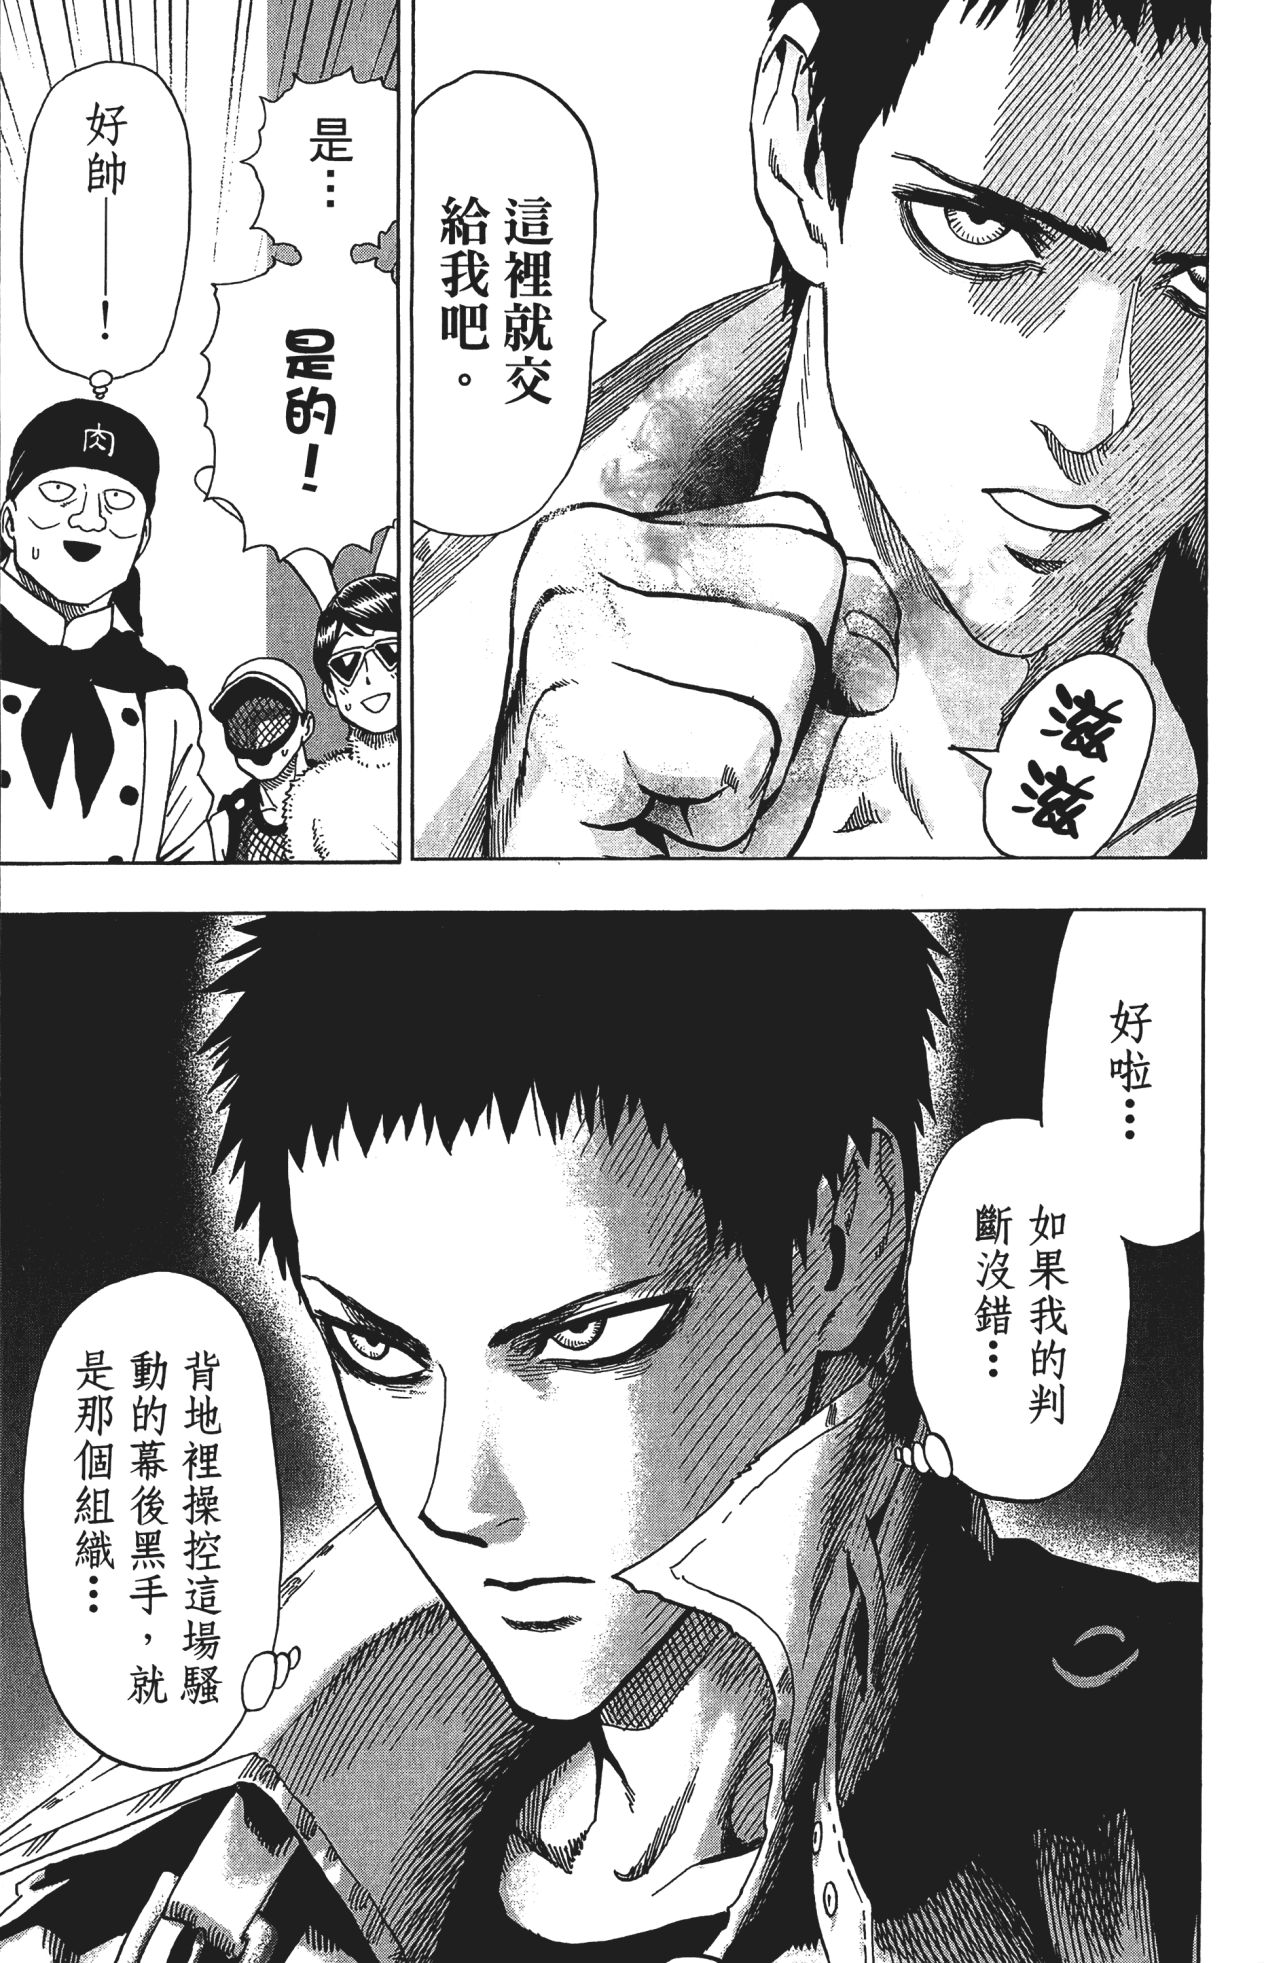 這裡就交
給我吧。
是…
是的！
好帥——！
肉
好啦…
如果我的判
斷沒錯…
背地裡操控這場騷
動的幕後黑手，就
是那個組織…